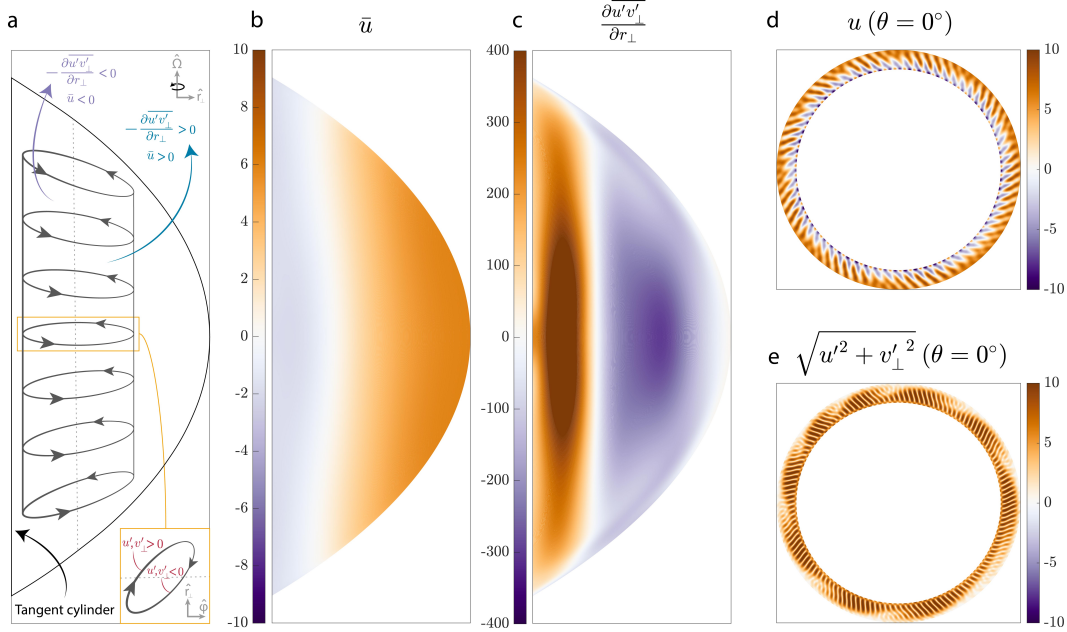 a
b
ū
c
∂u′v′⊥
∂r⊥
d
u (θ = 0°)
− ∂u′v′⊥ / ∂r⊥ < 0
ū < 0
Ω̂
r̂⊥
− ∂u′v′⊥ / ∂r⊥ > 0
ū > 0
10
8
6
4
2
0
-2
-4
-6
-8
-10
400
300
200
100
0
-100
-200
-300
-400
10
5
0
-5
-10
e
√(u′² + v′⊥²) (θ = 0°)
10
5
0
-5
-10
u′,v′⊥> 0
u′,v′⊥< 0
r̂⊥
φ̂
Tangent cylinder